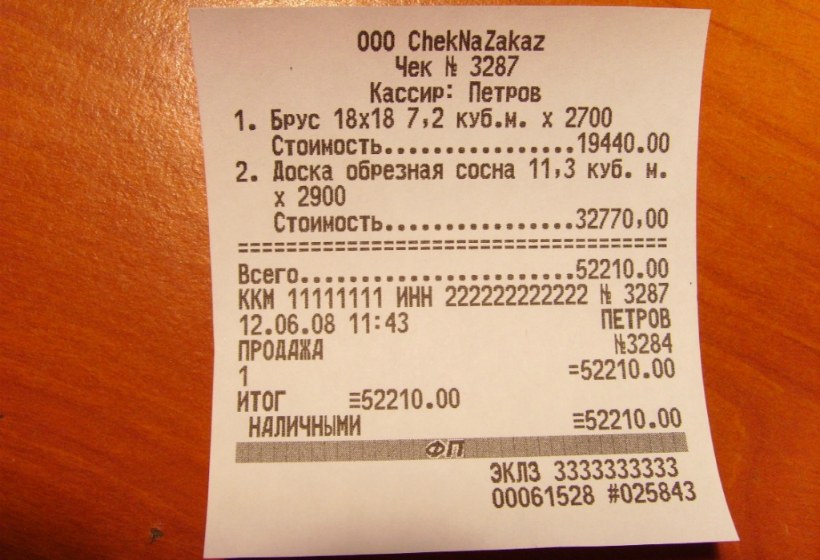 ООО ChekNaZakaz
Чек № 3287
Кассир: Петров
1. Брус 18х18 7,2 куб.м. х 2700
Стоимость..................19440.00
2. Доска обрезная сосна 11,3 куб. м.
х 2900
Стоимость..................32770,00
========================================
Всего..........................52210.00
ККМ 11111111 ИНН 222222222222 № 3287
12.06.08 11:43 ПЕТРОВ
ПРОДАЖА №3284
1 =52210.00
ИТОГ ≡52210.00
НАЛИЧНЫМИ ≡52210.00
ФП
ЭКЛЗ 3333333333
00061528 #025843